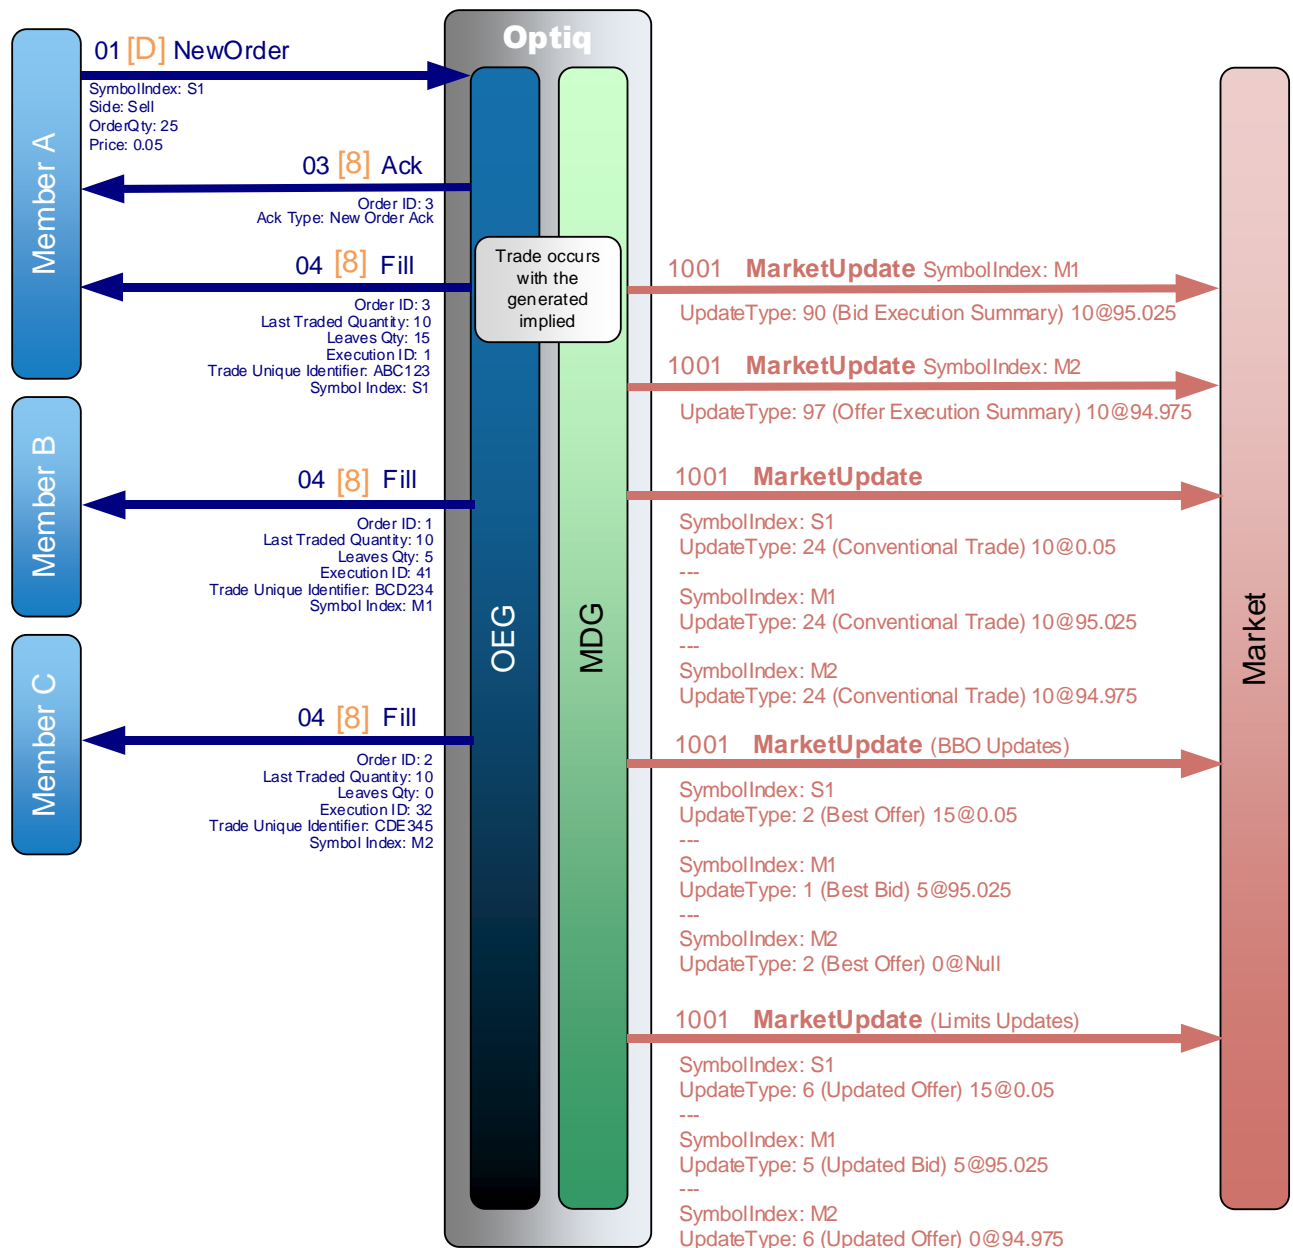 Optiq
Member A
01 [D] NewOrder
SymbolIndex: S1
Side: Sell
OrderQty: 25
Price: 0.05
03 [8] Ack
Order ID: 3
Ack Type: New Order Ack
04 [8] Fill
Order ID: 3
Last Traded Quantity: 10
Leaves Qty: 15
Execution ID: 1
Trade Unique Identifier: ABC123
Symbol Index: S1
Member B
04 [8] Fill
Order ID: 1
Last Traded Quantity: 10
Leaves Qty: 5
Execution ID: 41
Trade Unique Identifier: BCD234
Symbol Index: M1
Member C
04 [8] Fill
Order ID: 2
Last Traded Quantity: 10
Leaves Qty: 0
Execution ID: 32
Trade Unique Identifier: CDE345
Symbol Index: M2
OEG
MDG
Trade occurs
with the
generated
implied
1001 MarketUpdate SymbolIndex: M1
UpdateType: 90 (Bid Execution Summary) 10@95.025
1001 MarketUpdate SymbolIndex: M2
UpdateType: 97 (Offer Execution Summary) 10@94.975
1001 MarketUpdate
SymbolIndex: S1
UpdateType: 24 (Conventional Trade) 10@0.05
---
SymbolIndex: M1
UpdateType: 24 (Conventional Trade) 10@95.025
---
SymbolIndex: M2
UpdateType: 24 (Conventional Trade) 10@94.975
1001 MarketUpdate (BBO Updates)
SymbolIndex: S1
UpdateType: 2 (Best Offer) 15@0.05
---
SymbolIndex: M1
UpdateType: 1 (Best Bid) 5@95.025
---
SymbolIndex: M2
UpdateType: 2 (Best Offer) 0@Null
1001 MarketUpdate (Limits Updates)
SymbolIndex: S1
UpdateType: 6 (Updated Offer) 15@0.05
---
SymbolIndex: M1
UpdateType: 5 (Updated Bid) 5@95.025
---
SymbolIndex: M2
UpdateType: 6 (Updated Offer) 0@94.975
Market